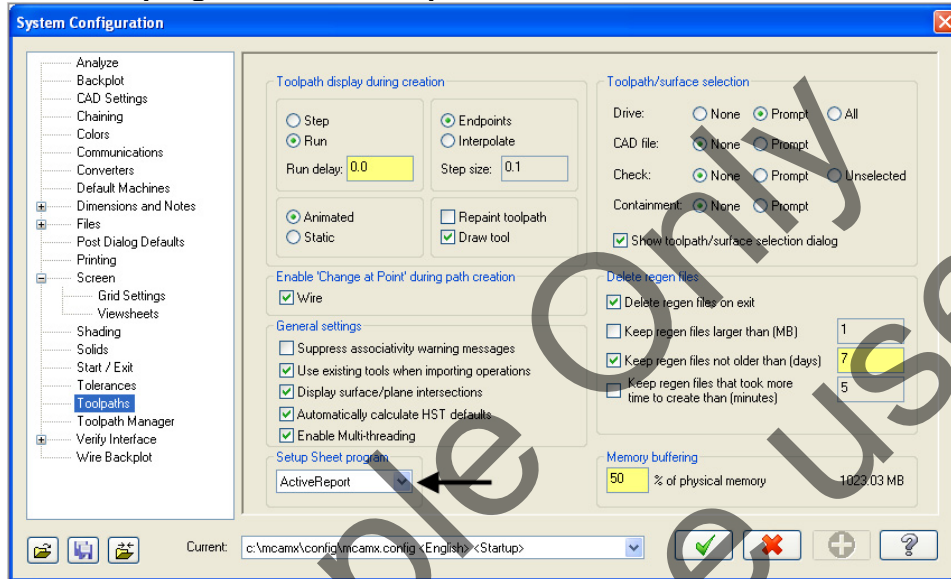 System Configuration
Analyze
Backplot
CAD Settings
Chaining
Colors
Communications
Converters
Default Machines
Dimensions and Notes
Files
Post Dialog Defaults
Printing
Screen
Grid Settings
Viewsheets
Shading
Solids
Start / Exit
Tolerances
Toolpaths
Toolpath Manager
Verify Interface
Wire Backplot
Toolpath display during creation
Step
Run
Run delay: 0.0
Endpoints
Interpolate
Step size: 0.1
Animated
Static
Repaint toolpath
Draw tool
Enable 'Change at Point' during path creation
Wire
General settings
Suppress associativity warning messages
Use existing tools when importing operations
Display surface/plane intersections
Automatically calculate HST defaults
Enable Multi-threading
Setup Sheet program
ActiveReport
Toolpath/surface selection
Drive: None Prompt All
CAD file: None Prompt
Check: None Prompt Unselected
Containment: None Prompt
Show toolpath/surface selection dialog
Delete regen files
Delete regen files on exit
Keep regen files larger than (MB) 1
Keep regen files not older than (days) 7
Keep regen files that took more
time to create than (minutes) 5
Memory buffering
50 % of physical memory 1023.03 MB
Current: c:\mcamx\config\mcamx.config <English> <Startup>